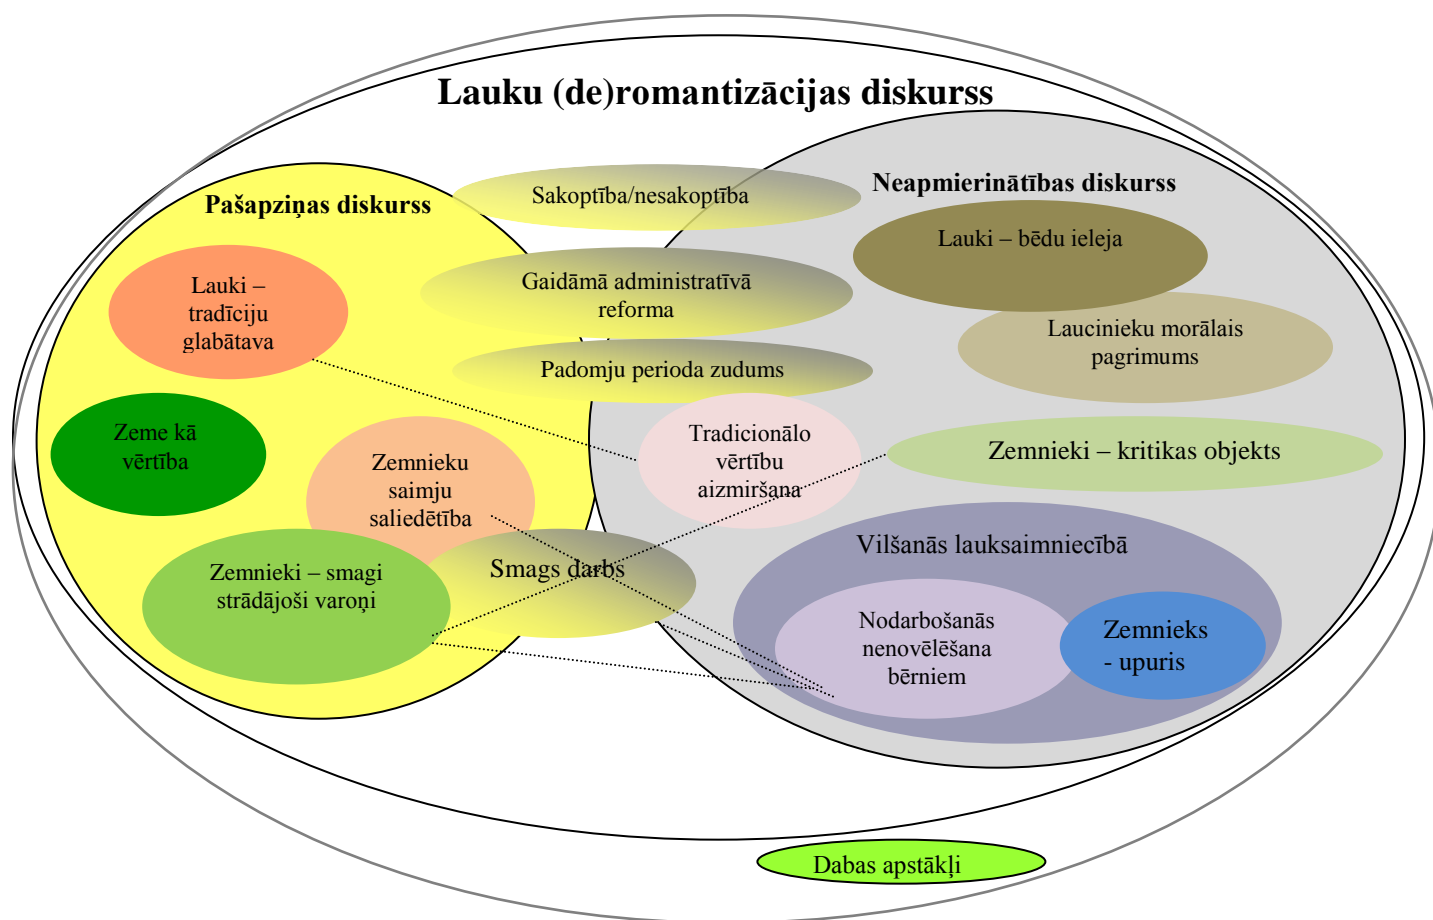 Lauku (de)romantizācijas diskurss
Pašapziņas diskurss
Sakoptība/nesakoptība
Neapmierinātības diskurss
Lauki – bēdu ieleja
Lauki –
tradīciju
glabātava
Gaidāmā administratīvā
reforma
Laucinieku morālais
pagrimums
Padomju perioda zudums
Zeme kā
vērtība
Zemnieku
saimju
saliedētība
Tradicionālo
vērtību
aizmiršana
Zemnieki – kritikas objekts
Zemnieki – smagi
strādājoši varoņi
Smags darbs
Vilšanās lauksaimniecībā
Nodarbošanās
nenovēlēšana
bērniem
Zemnieks
- upuris
Dabas apstākļi